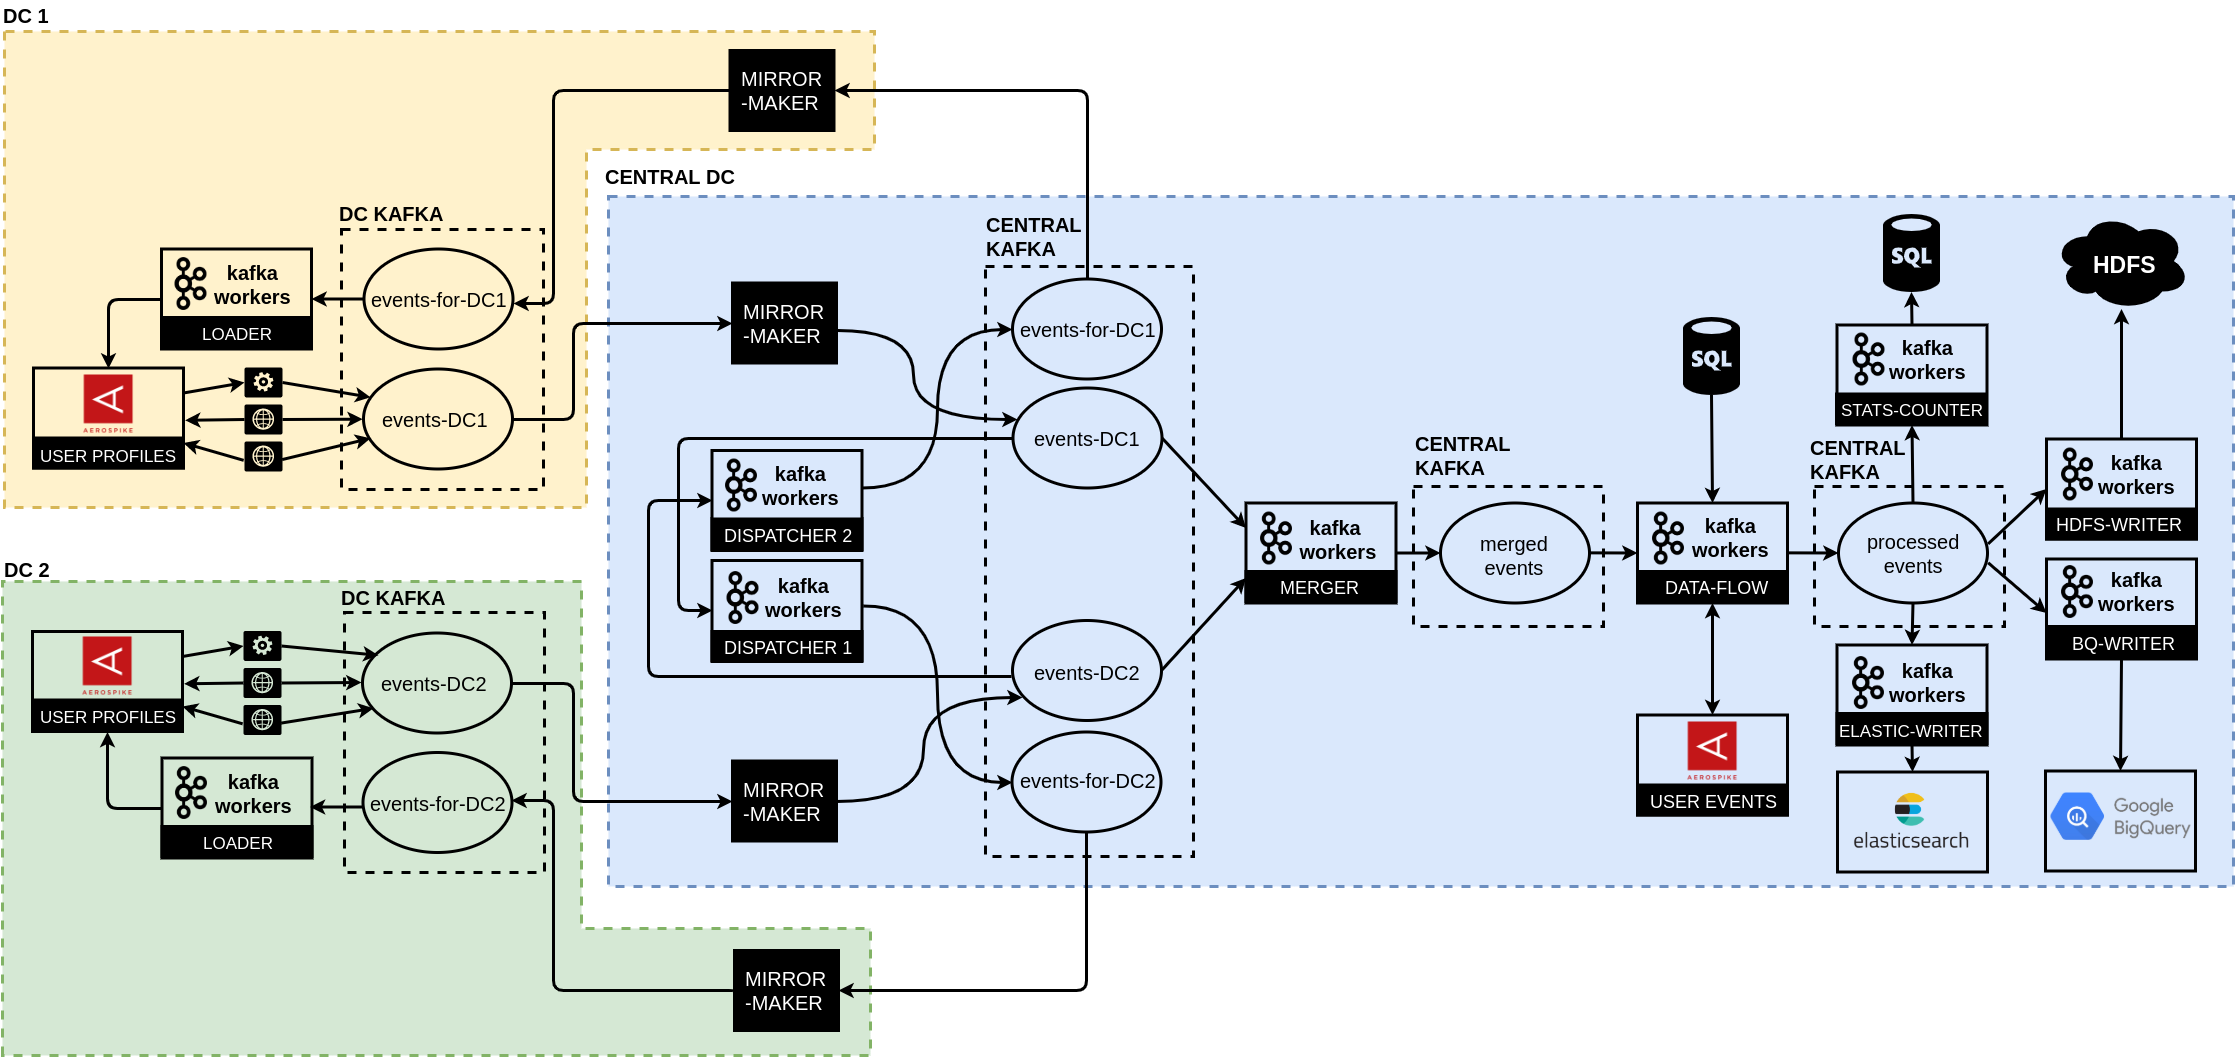 DC 1
MIRROR
-MAKER
DC KAFKA
kafka
workers
LOADER
events-for-DC1
AEROSPIKE
USER PROFILES
events-DC1
CENTRAL DC
CENTRAL
KAFKA
MIRROR
-MAKER
events-for-DC1
events-DC1
kafka
workers
DISPATCHER 2
kafka
workers
DISPATCHER 1
events-DC2
events-for-DC2
MIRROR
-MAKER
kafka
workers
MERGER
CENTRAL
KAFKA
merged
events
SQL
kafka
workers
DATA-FLOW
AEROSPIKE
USER EVENTS
CENTRAL
KAFKA
processed
events
SQL
kafka
workers
STATS-COUNTER
HDFS
kafka
workers
HDFS-WRITER
kafka
workers
BQ-WRITER
kafka
workers
ELASTIC-WRITER
elasticsearch
Google
BigQuery
DC 2
DC KAFKA
AEROSPIKE
USER PROFILES
events-DC2
kafka
workers
LOADER
events-for-DC2
MIRROR
-MAKER